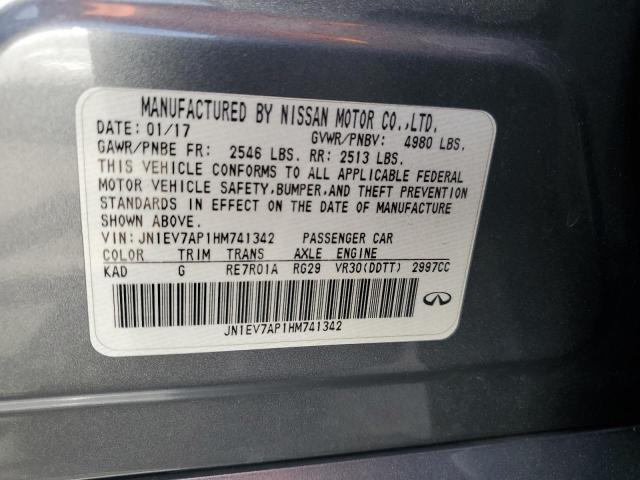 MANUFACTURED BY NISSAN MOTOR CO.,LTD.
DATE: 01/17 GVWR/PNBV: 4980 LBS.
GAWR/PNBE FR: 2546 LBS. RR: 2513 LBS.
THIS VEHICLE CONFORMS TO ALL APPLICABLE FEDERAL
MOTOR VEHICLE SAFETY,BUMPER,AND THEFT PREVENTION
STANDARDS IN EFFECT ON THE DATE OF MANUFACTURE
SHOWN ABOVE.
VIN: JN1EV7AP1HM741342 PASSENGER CAR
COLOR TRIM TRANS AXLE ENGINE
KAD G RE7R01A RG29 VR30(DDTT) 2997CC
JN1EV7AP1HM741342